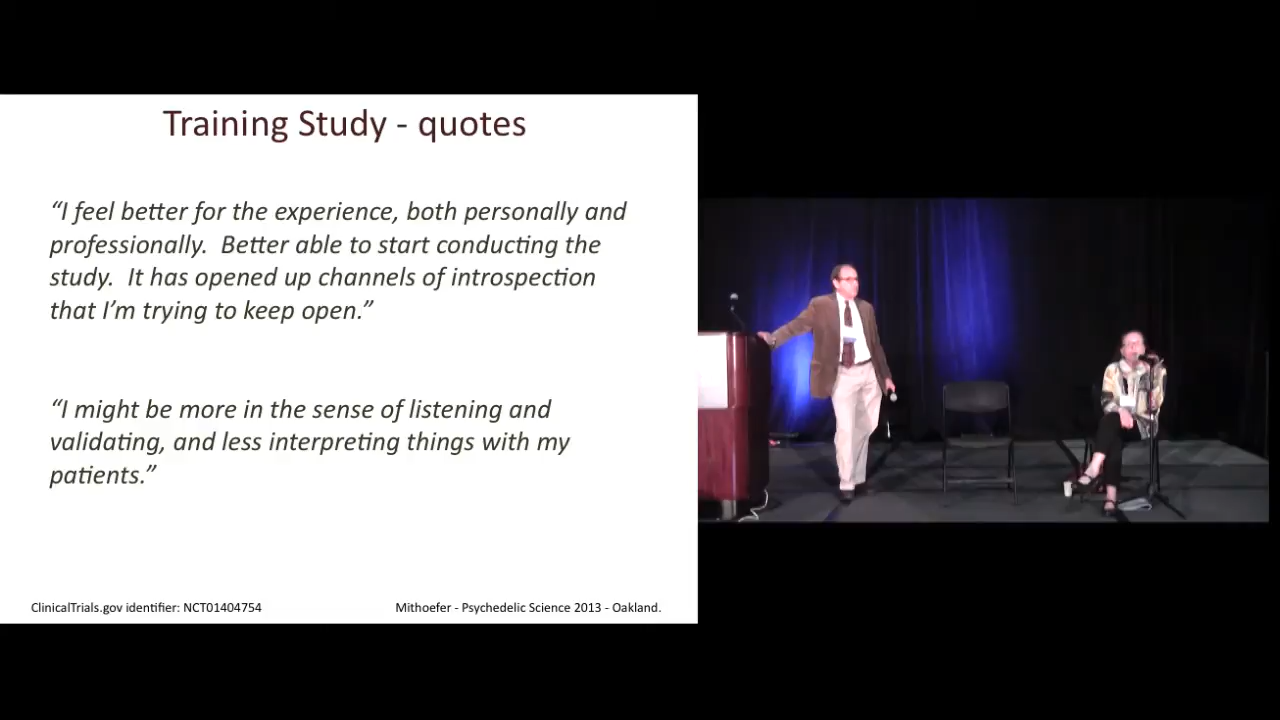 Training Study - quotes
“I feel better for the experience, both personally and
professionally.  Better able to start conducting the
study.  It has opened up channels of introspection
that I’m trying to keep open.”
“I might be more in the sense of listening and
validating, and less interpreting things with my
patients.”
ClinicalTrials.gov identifier: NCT01404754
Mithoefer - Psychedelic Science 2013 - Oakland.